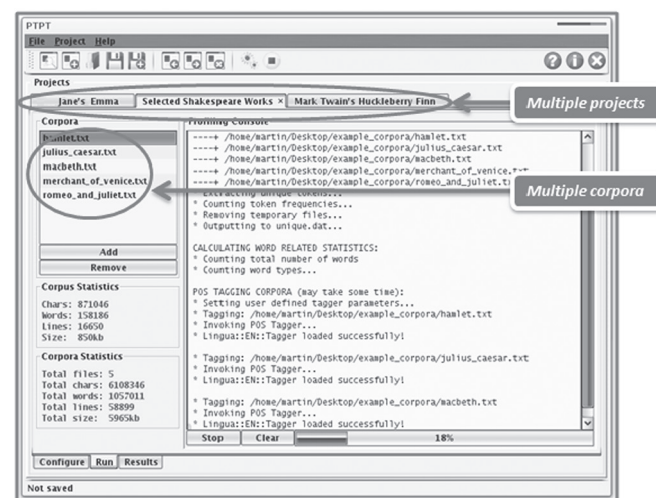 PTPT
File Project Help
Projects
Jane's Emma
Selected Shakespeare Works ×
Mark Twain's Huckleberry Finn
Multiple projects
Corpora
hamlet.txt
julius_caesar.txt
macbeth.txt
merchant_of_venice.txt
romeo_and_juliet.txt
Multiple corpora
Add
Remove
Corpus Statistics
Chars: 871046
Words: 158186
Lines: 16650
Size: 850kb
Corpora Statistics
Total files: 5
Total chars: 6108346
Total words: 1057011
Total lines: 58899
Total size: 5965kb
Profiling Console
----+ /home/martin/Desktop/example_corpora/hamlet.txt
----+ /home/martin/Desktop/example_corpora/julius_caesar.txt
----+ /home/martin/Desktop/example_corpora/macbeth.txt
----+ /home/martin/Desktop/example_corpora/merchant_of_venice.txt
----+ /home/martin/Desktop/example_corpora/romeo_and_juliet.txt
* Extracting unique tokens...
* Counting token frequencies...
* Removing temporary files...
* Outputting to unique.dat...
CALCULATING WORD RELATED STATISTICS:
* Counting total number of words
* Counting word types...
POS TAGGING CORPORA (may take some time):
* Setting user defined tagger parameters...
* Tagging: /home/martin/Desktop/example_corpora/hamlet.txt
* Invoking POS Tagger...
* Lingua::EN::Tagger loaded successfully!
* Tagging: /home/martin/Desktop/example_corpora/julius_caesar.txt
* Invoking POS Tagger...
* Lingua::EN::Tagger loaded successfully!
* Tagging: /home/martin/Desktop/example_corpora/macbeth.txt
* Invoking POS Tagger...
* Lingua::EN::Tagger loaded successfully!
Stop Clear 18%
Configure Run Results
Not saved